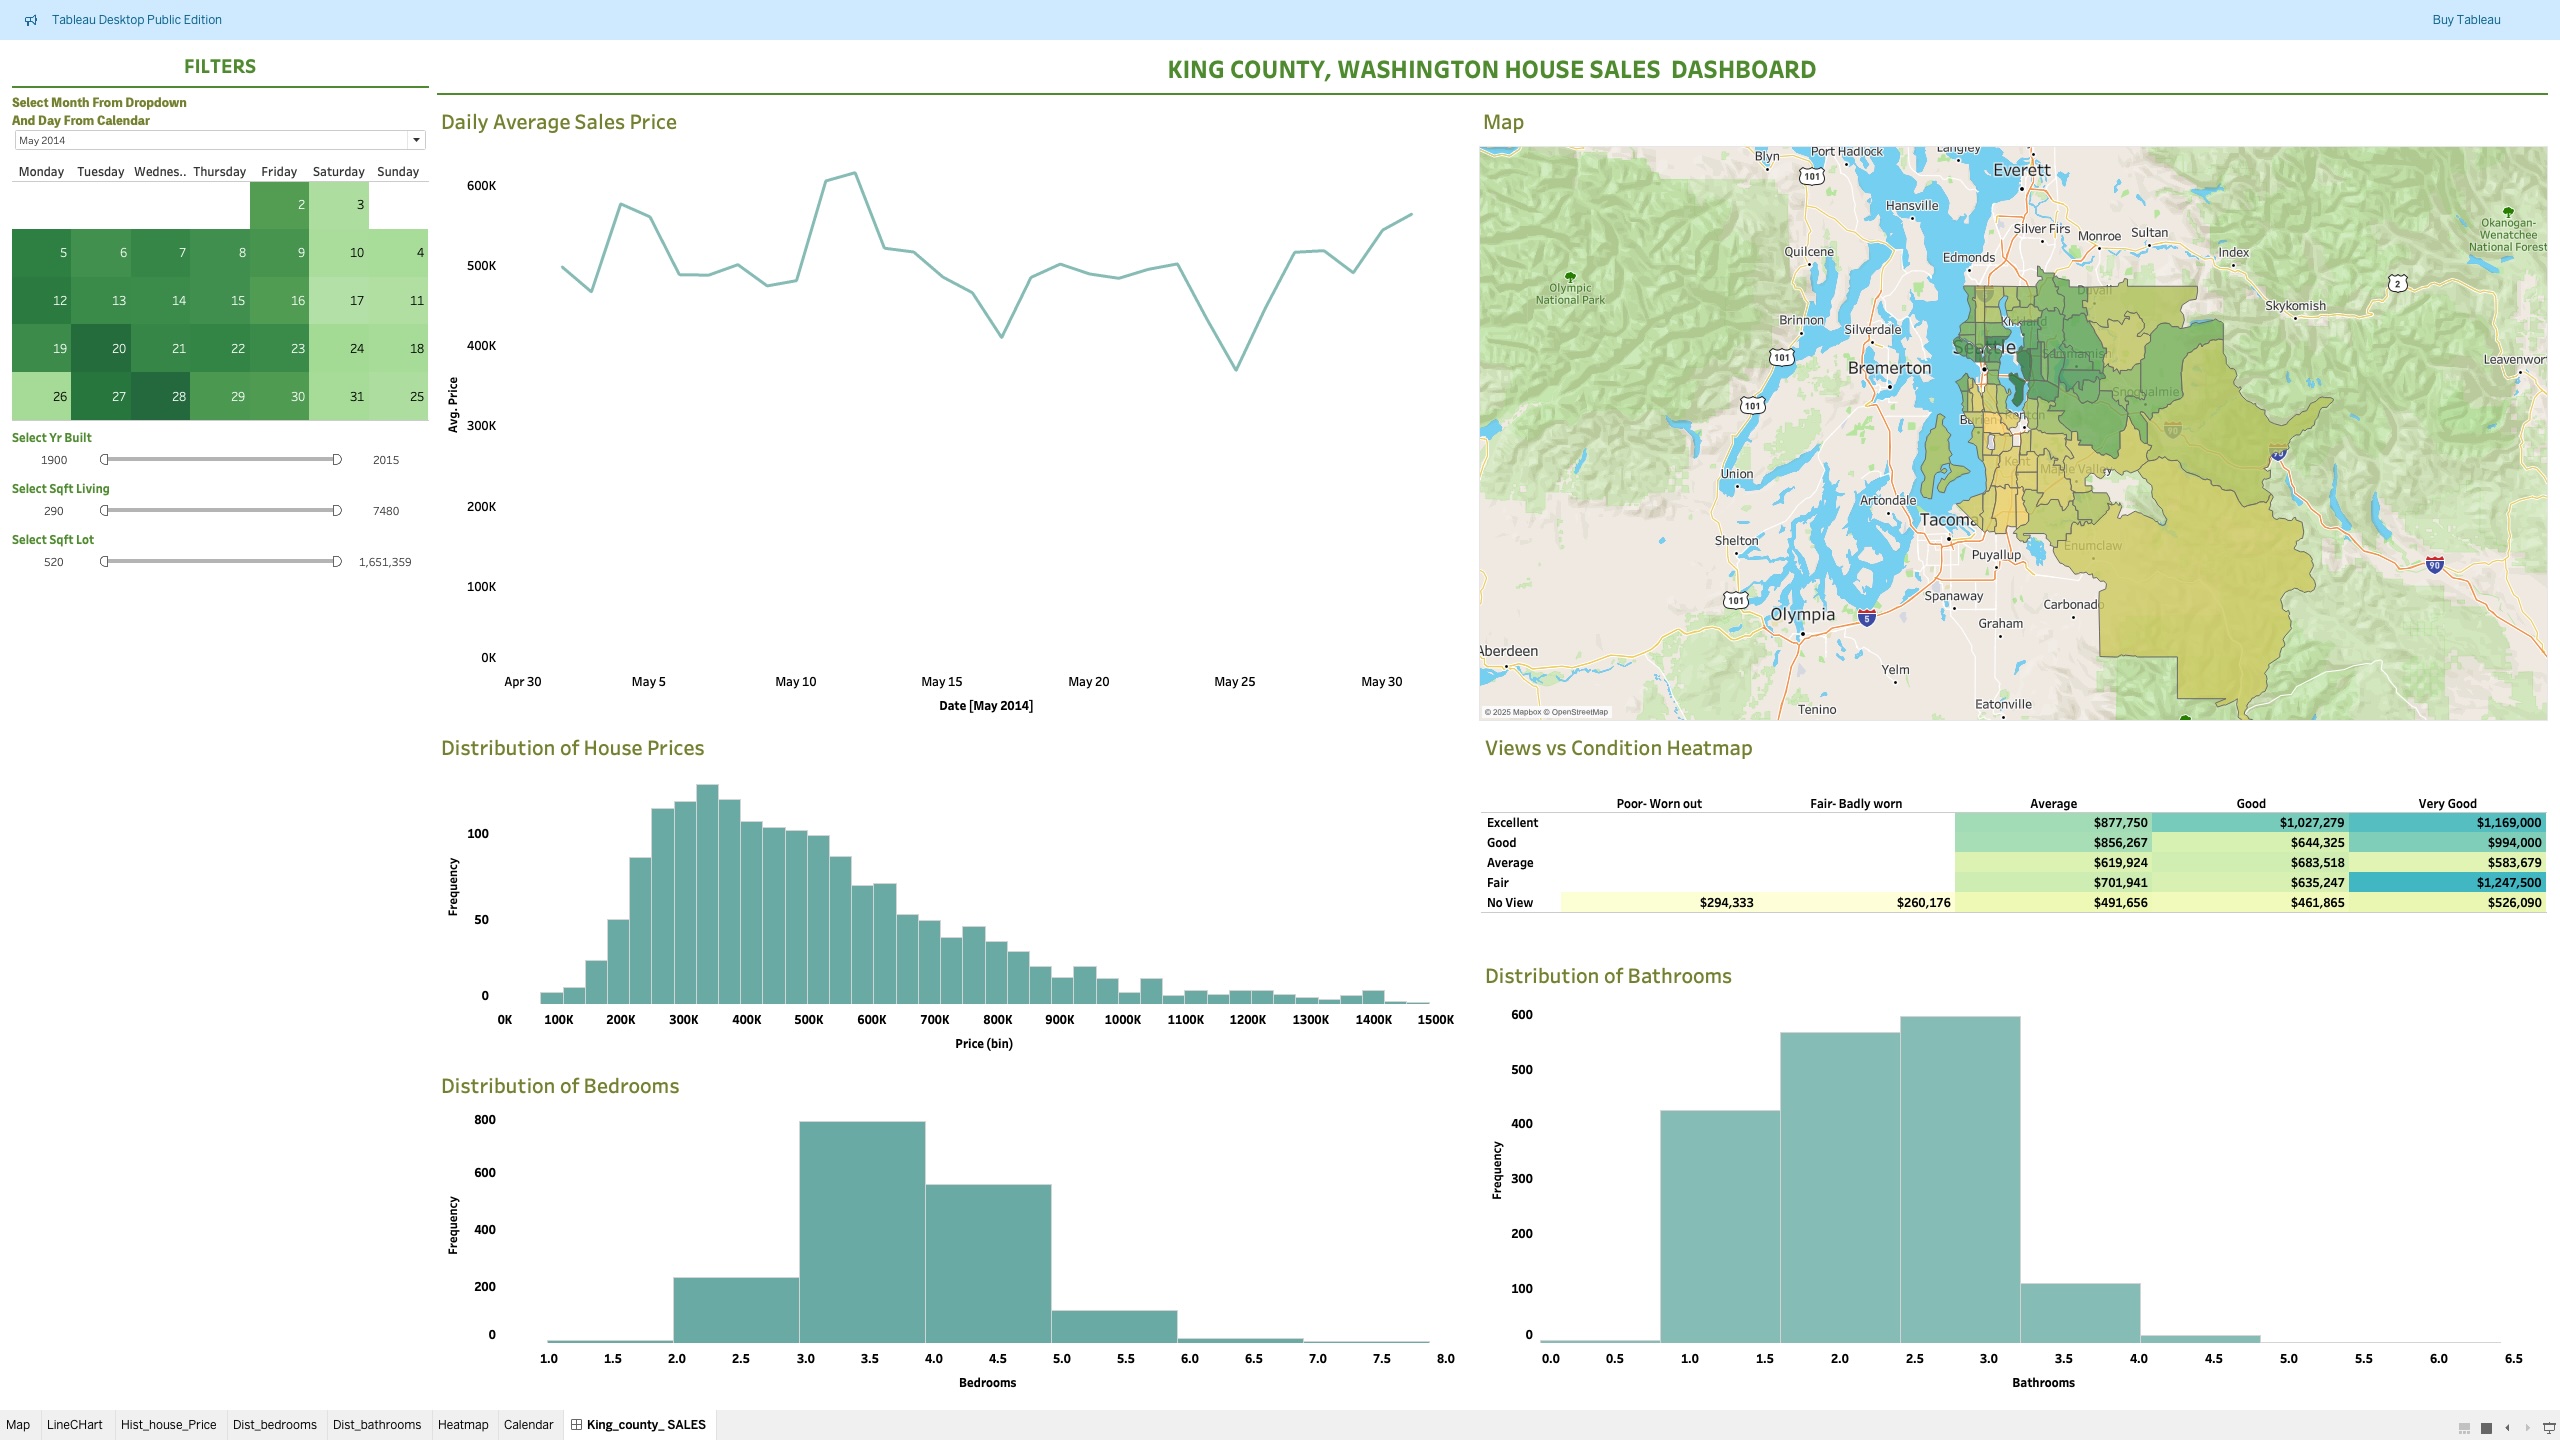 Tableau Desktop Public Edition
Buy Tableau
FILTERS
KING COUNTY, WASHINGTON HOUSE SALES DASHBOARD
Select Month From Dropdown
And Day From Calendar
May 2014
Monday Tuesday Wednes.. Thursday Friday Saturday Sunday
2 3
5 6 7 8 9 10 4
12 13 14 15 16 17 11
19 20 21 22 23 24 18
26 27 28 29 30 31 25
Select Yr Built
1900 2015
Select Sqft Living
290 7480
Select Sqft Lot
520 1,651,359
Daily Average Sales Price
Avg. Price
600K
500K
400K
300K
200K
100K
0K
Apr 30 May 5 May 10 May 15 May 20 May 25 May 30
Date [May 2014]
Map
Blyn
Port Hadlock
Langley
Everett
101
Hansville
Okanogan-
Wenatchee
National Forest
Silver Firs
Monroe
Sultan
Index
Quilcene
Edmonds
Olympic
National Park
Duvall
2
Skykomish
Brinnon
Silverdale
Kirkland
101
Seattle
Sammamish
Leavenwor
Bremerton
Snoqualmie
101
Burien
Renton
90
90
Kent
Maple Valley
Union
Artondale
Tacoma
Shelton
Puyallup
Enumclaw
90
101
Spanaway
Carbonado
Olympia
5
Graham
Aberdeen
Yelm
Tenino
Eatonville
© 2025 Mapbox © OpenStreetMap
Distribution of House Prices
Frequency
100
50
0
0K 100K 200K 300K 400K 500K 600K 700K 800K 900K 1000K 1100K 1200K 1300K 1400K 1500K
Price (bin)
Views vs Condition Heatmap
Poor- Worn out Fair- Badly worn Average Good Very Good
Excellent $877,750 $1,027,279 $1,169,000
Good $856,267 $644,325 $994,000
Average $619,924 $683,518 $583,679
Fair $701,941 $635,247 $1,247,500
No View $294,333 $260,176 $491,656 $461,865 $526,090
Distribution of Bedrooms
Frequency
800
600
400
200
0
1.0 1.5 2.0 2.5 3.0 3.5 4.0 4.5 5.0 5.5 6.0 6.5 7.0 7.5 8.0
Bedrooms
Distribution of Bathrooms
Frequency
600
500
400
300
200
100
0
0.0 0.5 1.0 1.5 2.0 2.5 3.0 3.5 4.0 4.5 5.0 5.5 6.0 6.5
Bathrooms
Map LineCHart Hist_house_Price Dist_bedrooms Dist_bathrooms Heatmap Calendar King_county_ SALES